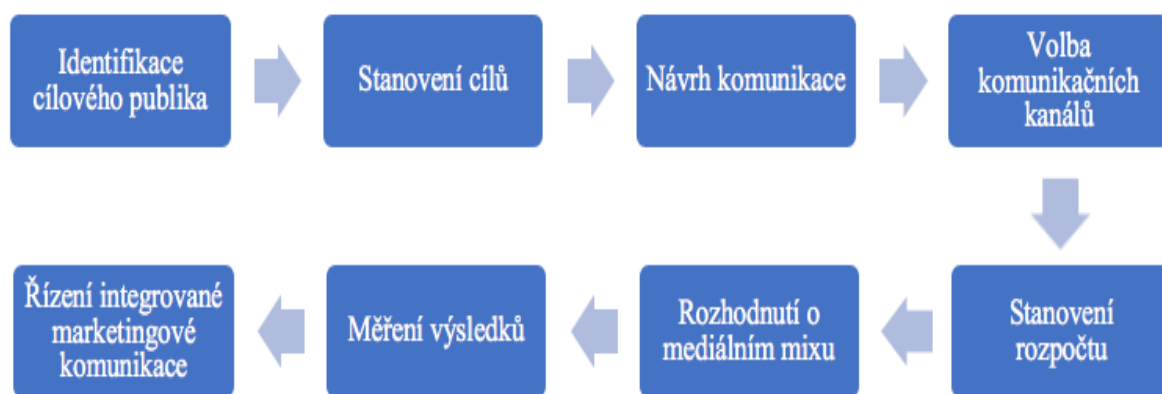 Identifikace
cílového publika
Stanovení cílů
Návrh komunikace
Volba
komunikačních
kanálů
Stanovení
rozpočtu
Rozhodnutí o
mediálním mixu
Měření výsledků
Řízení integrované
marketingové
komunikace